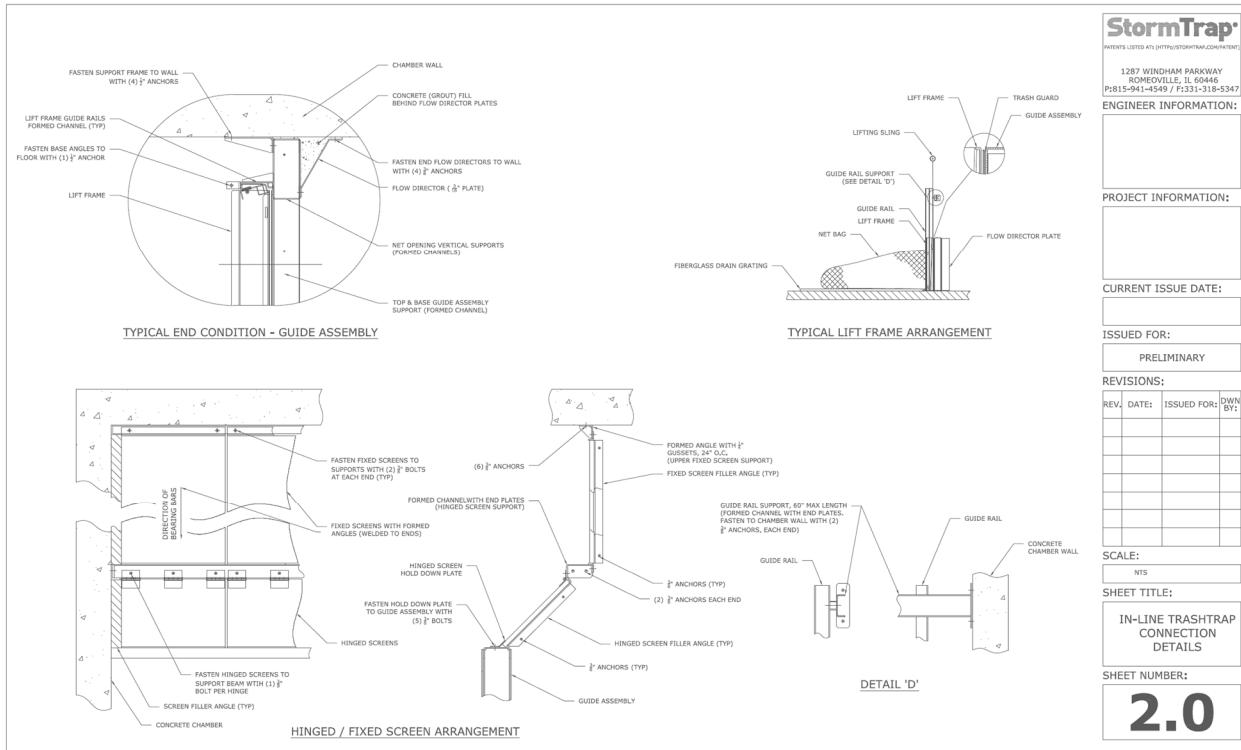 FASTEN SUPPORT FRAME TO WALL
WITH (4) ½" ANCHORS
LIFT FRAME GUIDE RAILS
FORMED CHANNEL (TYP)
FASTEN BASE ANGLES TO
FLOOR WITH (1) ½" ANCHOR
LIFT FRAME
CHAMBER WALL
CONCRETE (GROUT) FILL
BEHIND FLOW DIRECTOR PLATES
FASTEN END FLOW DIRECTORS TO WALL
WITH (4) ANCHORS
FLOW DIRECTOR ( PLATE)
NET OPENING VERTICAL SUPPORTS
(FORMED CHANNELS)
TOP & BASE GUIDE ASSEMBLY
SUPPORT (FORMED CHANNEL)
TYPICAL END CONDITION - GUIDE ASSEMBLY
LIFT FRAME
TRASH GUARD
GUIDE ASSEMBLY
LIFTING SLING
GUIDE RAIL SUPPORT
(SEE DETAIL 'D')
GUIDE RAIL
LIFT FRAME
NET BAG
FLOW DIRECTOR PLATE
FIBERGLASS DRAIN GRATING
TYPICAL LIFT FRAME ARRANGEMENT
FASTEN FIXED SCREENS TO
SUPPORTS WITH (2) BOLTS
AT EACH END (TYP)
DIRECTION OF
BEARING BARS
FIXED SCREENS WITH FORMED
ANGLES (WELDED TO ENDS)
HINGED SCREENS
FASTEN HINGED SCREENS TO
SUPPORT BEAM WTIH (1)
BOLT PER HINGE
SCREEN FILLER ANGLE (TYP)
CONCRETE CHAMBER
(6) ANCHORS
FORMED ANGLE WITH
GUSSETS, 24" O.C.
(UPPER FIXED SCREEN SUPPORT)
FIXED SCREEN FILLER ANGLE (TYP)
FORMED CHANNELWITH END PLATES
(HINGED SCREEN SUPPORT)
HINGED SCREEN
HOLD DOWN PLATE
ANCHORS (TYP)
(2) ANCHORS EACH END
FASTEN HOLD DOWN PLATE
TO GUIDE ASSEMBLY WITH
(5) BOLTS
HINGED SCREEN FILLER ANGLE (TYP)
ANCHORS (TYP)
GUIDE ASSEMBLY
HINGED / FIXED SCREEN ARRANGEMENT
GUIDE RAIL SUPPORT, 60" MAX LENGTH
(FORMED CHANNEL WITH END PLATES.
FASTEN TO CHAMBER WALL WITH (2)
ANCHORS, EACH END)
GUIDE RAIL
GUIDE RAIL
CONCRETE
CHAMBER WALL
DETAIL 'D'
StormTrap
PATENTS LISTED AT: [HTTP://STORMTRAP.COM/PATENT]
1287 WINDHAM PARKWAY
ROMEOVILLE, IL 60446
P:815-941-4549 / F:331-318-5347
ENGINEER INFORMATION:
PROJECT INFORMATION:
CURRENT ISSUE DATE:
ISSUED FOR:
PRELIMINARY
REVISIONS:
REV. DATE: ISSUED FOR: DWN BY:
SCALE:
NTS
SHEET TITLE:
IN-LINE TRASHTRAP
CONNECTION
DETAILS
SHEET NUMBER:
2.0